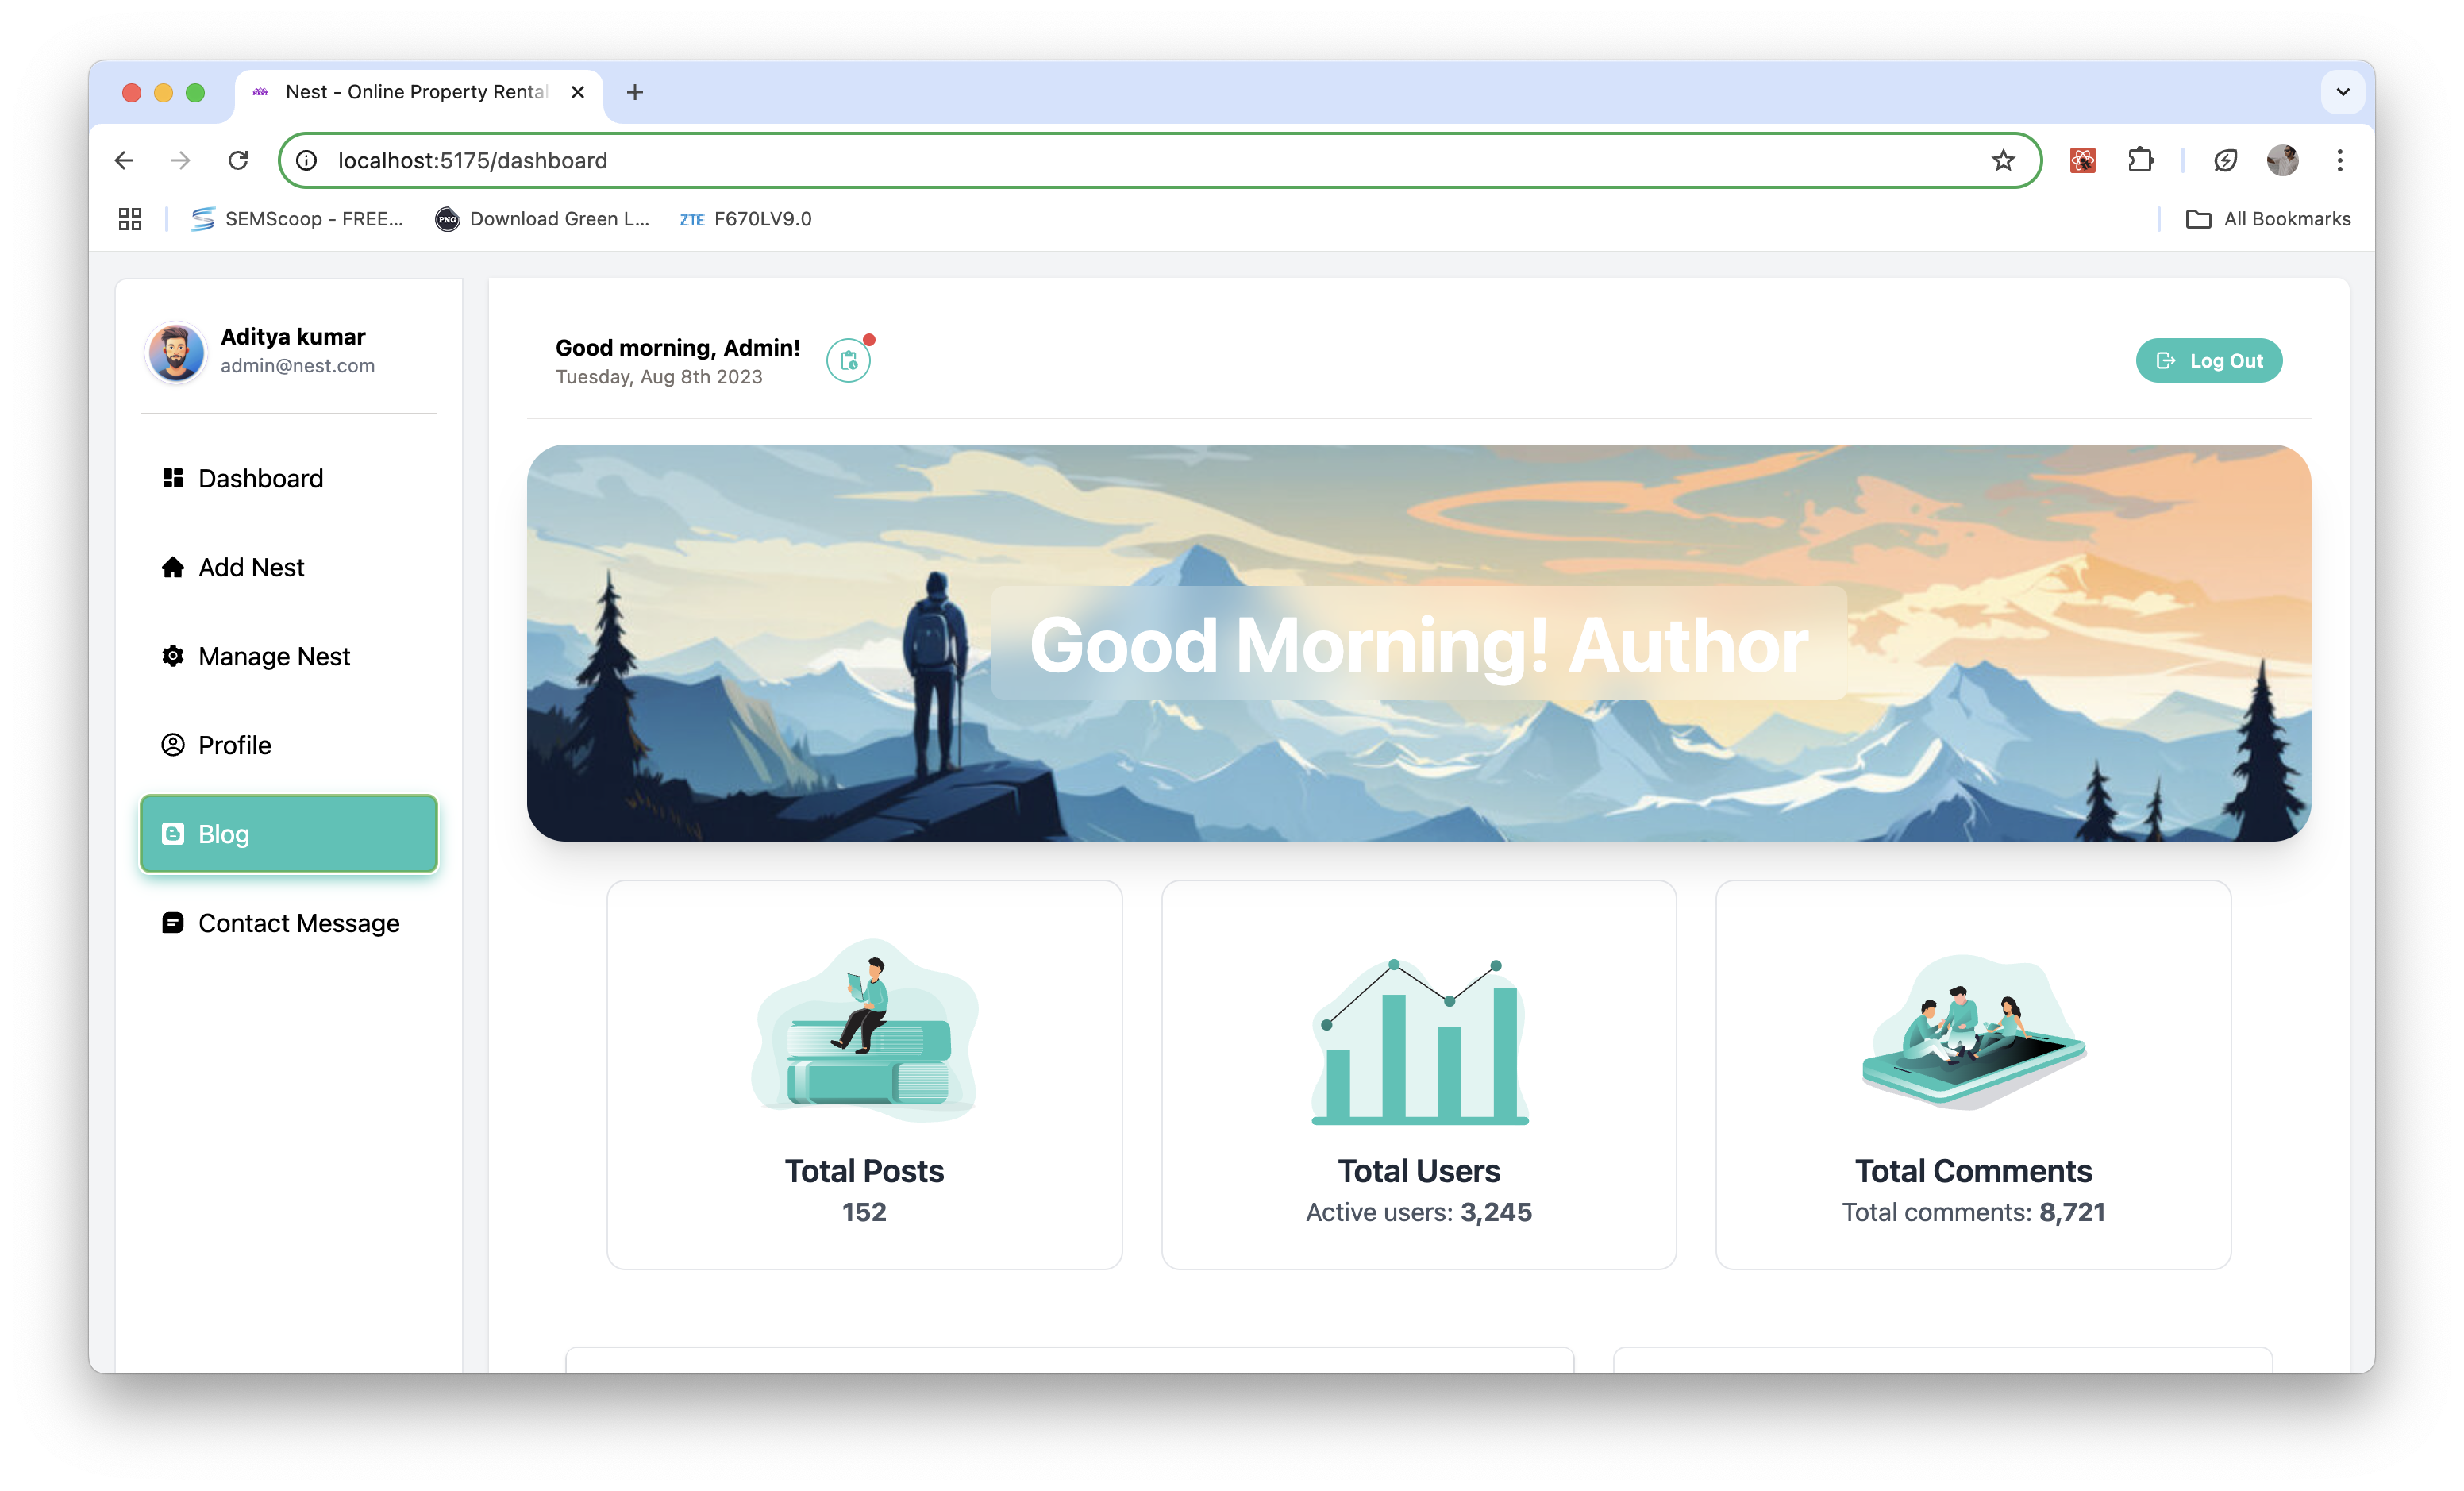 Nest - Online Property Rental
localhost:5175/dashboard
SEMScoop - FREE...
PNG
Download Green L...
ZTE
F670LV9.0
All Bookmarks
Aditya kumar
admin@nest.com
Dashboard
Add Nest
Manage Nest
Profile
Blog
Contact Message
Good morning, Admin!
Tuesday, Aug 8th 2023
Log Out
Good Morning! Author
Total Posts
152
Total Users
Active users: 3,245
Total Comments
Total comments: 8,721